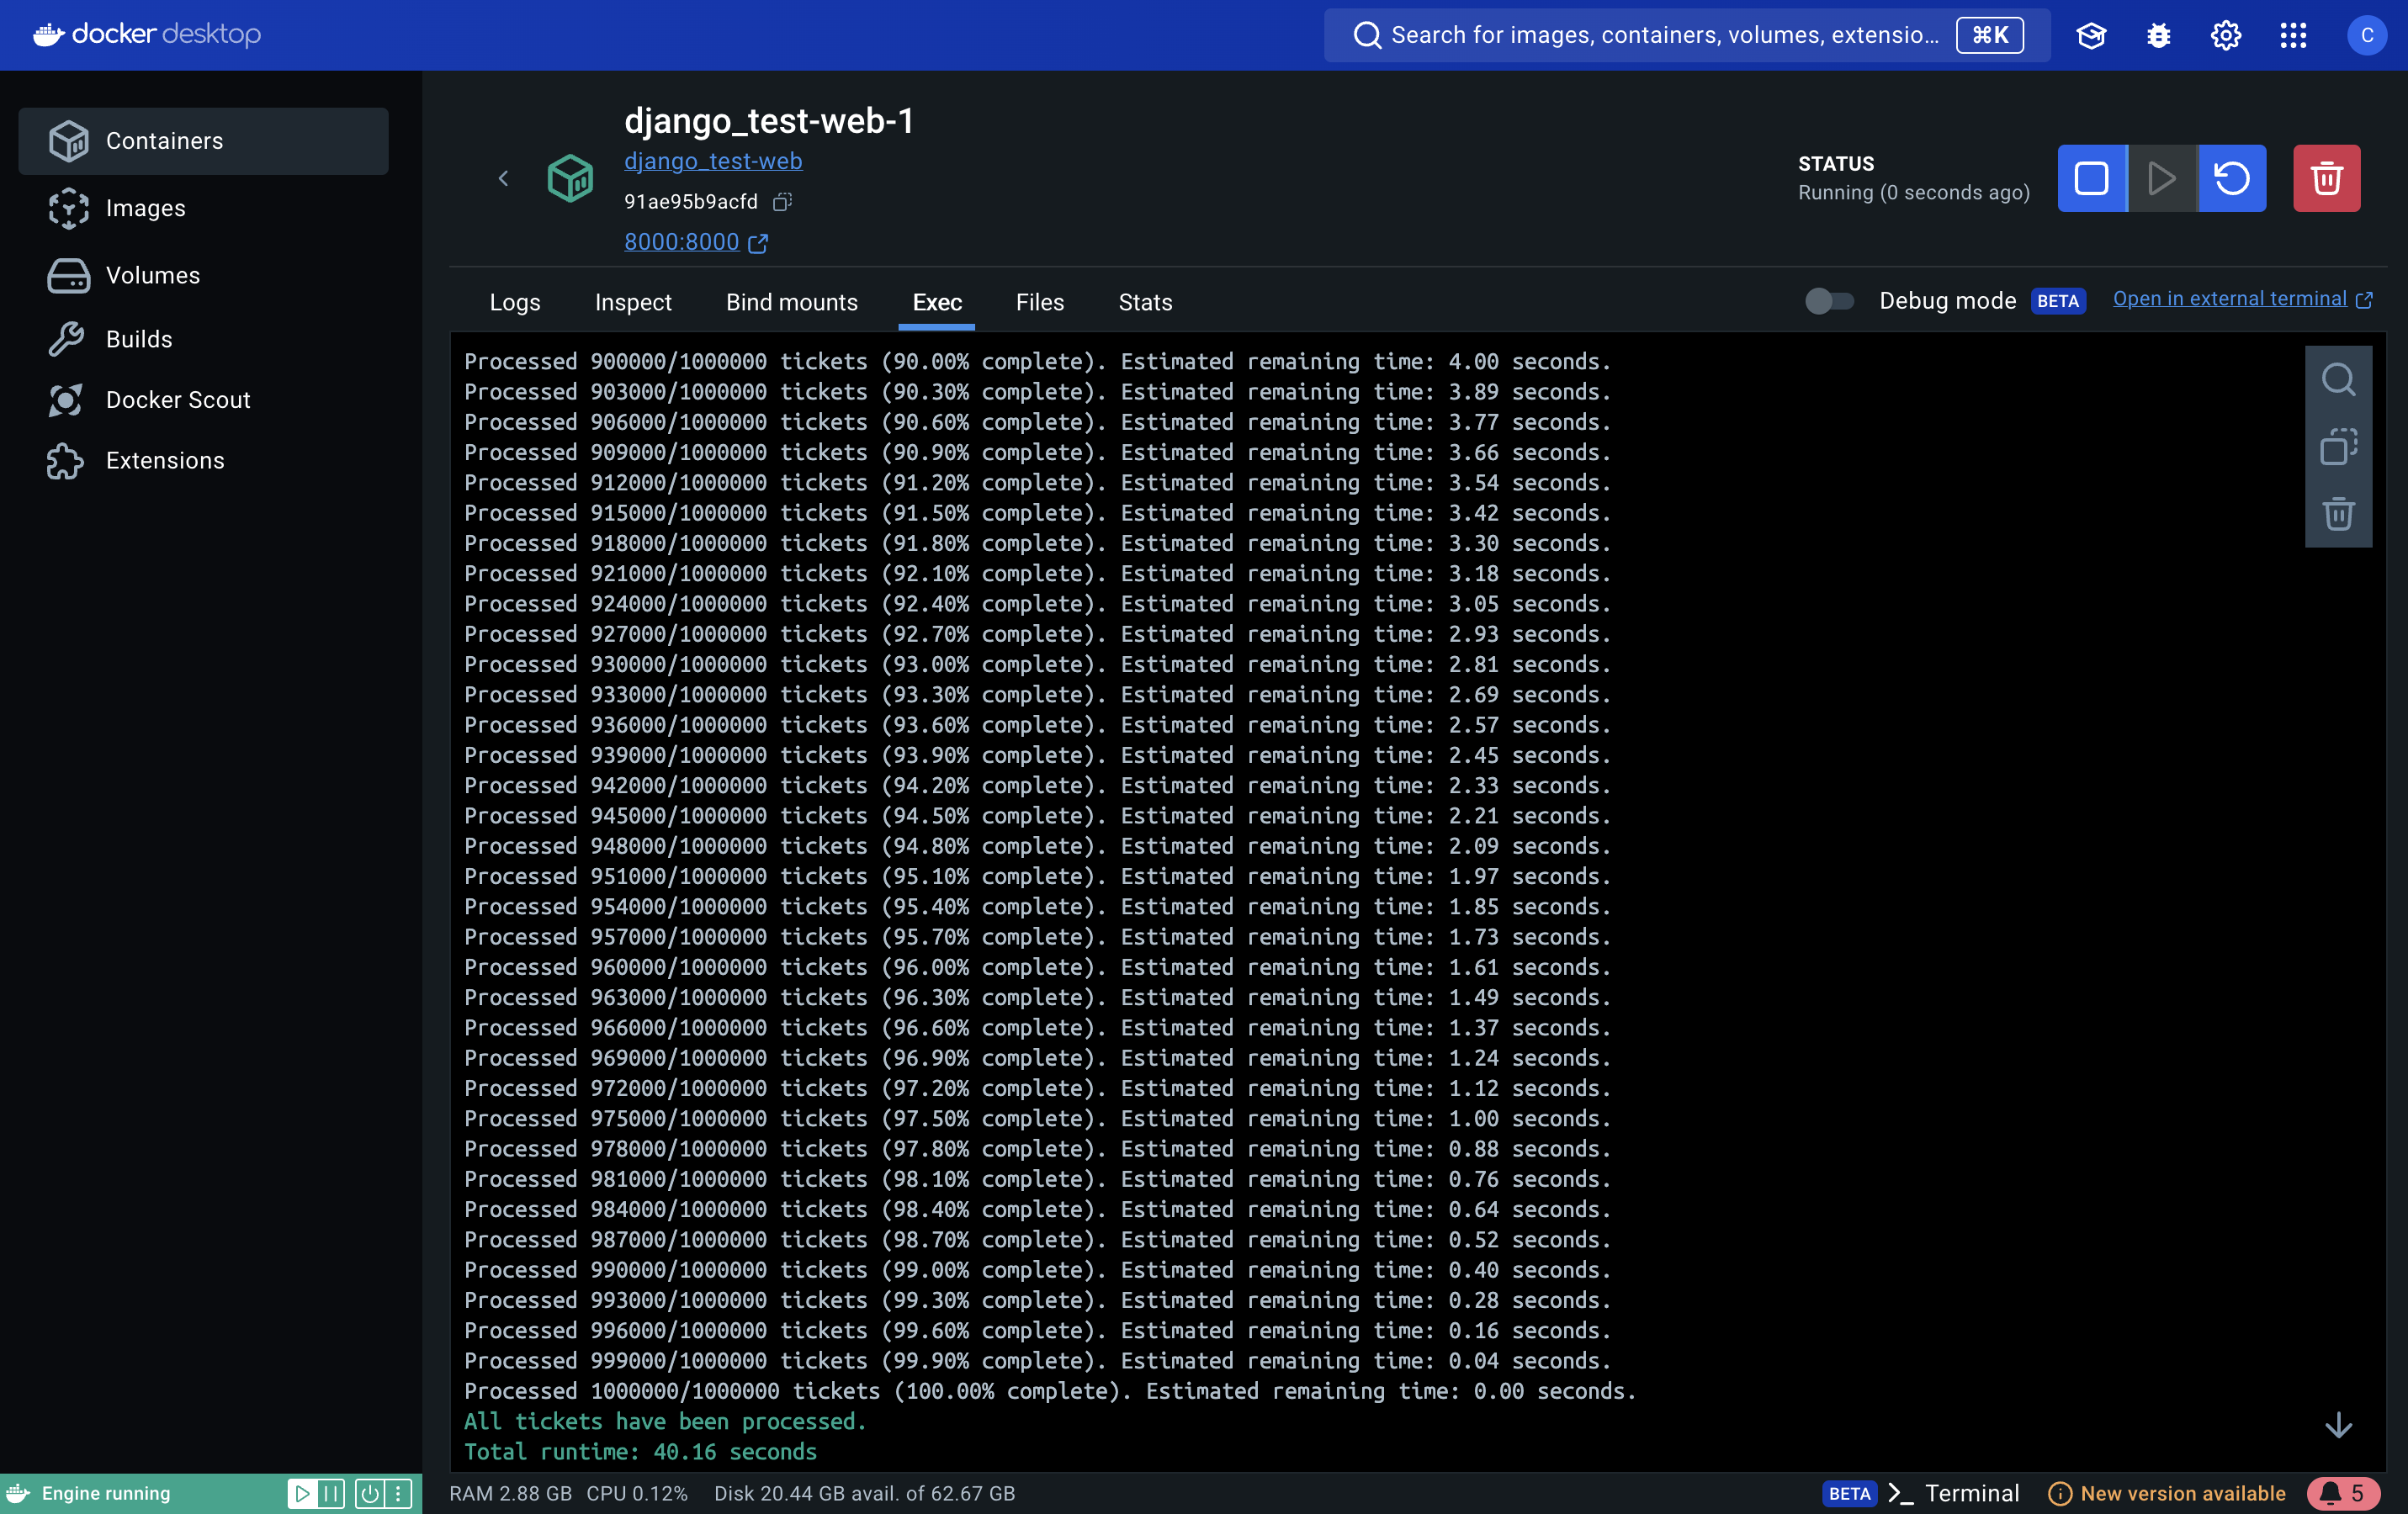 docker desktop
Search for images, containers, volumes, extensio... ⌘K
C
Containers
Images
Volumes
Builds
Docker Scout
Extensions
django_test-web-1
django_test-web
91ae95b9acfd
8000:8000
STATUS
Running (0 seconds ago)
Logs Inspect Bind mounts Exec Files Stats
Debug mode BETA Open in external terminal
Processed 900000/1000000 tickets (90.00% complete). Estimated remaining time: 4.00 seconds.
Processed 903000/1000000 tickets (90.30% complete). Estimated remaining time: 3.89 seconds.
Processed 906000/1000000 tickets (90.60% complete). Estimated remaining time: 3.77 seconds.
Processed 909000/1000000 tickets (90.90% complete). Estimated remaining time: 3.66 seconds.
Processed 912000/1000000 tickets (91.20% complete). Estimated remaining time: 3.54 seconds.
Processed 915000/1000000 tickets (91.50% complete). Estimated remaining time: 3.42 seconds.
Processed 918000/1000000 tickets (91.80% complete). Estimated remaining time: 3.30 seconds.
Processed 921000/1000000 tickets (92.10% complete). Estimated remaining time: 3.18 seconds.
Processed 924000/1000000 tickets (92.40% complete). Estimated remaining time: 3.05 seconds.
Processed 927000/1000000 tickets (92.70% complete). Estimated remaining time: 2.93 seconds.
Processed 930000/1000000 tickets (93.00% complete). Estimated remaining time: 2.81 seconds.
Processed 933000/1000000 tickets (93.30% complete). Estimated remaining time: 2.69 seconds.
Processed 936000/1000000 tickets (93.60% complete). Estimated remaining time: 2.57 seconds.
Processed 939000/1000000 tickets (93.90% complete). Estimated remaining time: 2.45 seconds.
Processed 942000/1000000 tickets (94.20% complete). Estimated remaining time: 2.33 seconds.
Processed 945000/1000000 tickets (94.50% complete). Estimated remaining time: 2.21 seconds.
Processed 948000/1000000 tickets (94.80% complete). Estimated remaining time: 2.09 seconds.
Processed 951000/1000000 tickets (95.10% complete). Estimated remaining time: 1.97 seconds.
Processed 954000/1000000 tickets (95.40% complete). Estimated remaining time: 1.85 seconds.
Processed 957000/1000000 tickets (95.70% complete). Estimated remaining time: 1.73 seconds.
Processed 960000/1000000 tickets (96.00% complete). Estimated remaining time: 1.61 seconds.
Processed 963000/1000000 tickets (96.30% complete). Estimated remaining time: 1.49 seconds.
Processed 966000/1000000 tickets (96.60% complete). Estimated remaining time: 1.37 seconds.
Processed 969000/1000000 tickets (96.90% complete). Estimated remaining time: 1.24 seconds.
Processed 972000/1000000 tickets (97.20% complete). Estimated remaining time: 1.12 seconds.
Processed 975000/1000000 tickets (97.50% complete). Estimated remaining time: 1.00 seconds.
Processed 978000/1000000 tickets (97.80% complete). Estimated remaining time: 0.88 seconds.
Processed 981000/1000000 tickets (98.10% complete). Estimated remaining time: 0.76 seconds.
Processed 984000/1000000 tickets (98.40% complete). Estimated remaining time: 0.64 seconds.
Processed 987000/1000000 tickets (98.70% complete). Estimated remaining time: 0.52 seconds.
Processed 990000/1000000 tickets (99.00% complete). Estimated remaining time: 0.40 seconds.
Processed 993000/1000000 tickets (99.30% complete). Estimated remaining time: 0.28 seconds.
Processed 996000/1000000 tickets (99.60% complete). Estimated remaining time: 0.16 seconds.
Processed 999000/1000000 tickets (99.90% complete). Estimated remaining time: 0.04 seconds.
Processed 1000000/1000000 tickets (100.00% complete). Estimated remaining time: 0.00 seconds.
All tickets have been processed.
Total runtime: 40.16 seconds
Engine running
RAM 2.88 GB CPU 0.12% Disk 20.44 GB avail. of 62.67 GB
BETA >_ Terminal
New version available
5